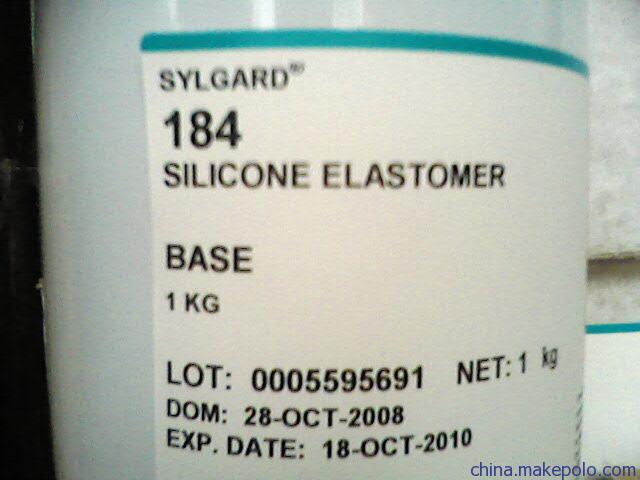 SYLGARD®
184
SILICONE ELASTOMER
BASE
1 KG
LOT: 0005595691 NET: 1 kg
DOM: 28-OCT-2008
EXP. DATE: 18-OCT-2010
china.makepolo.com